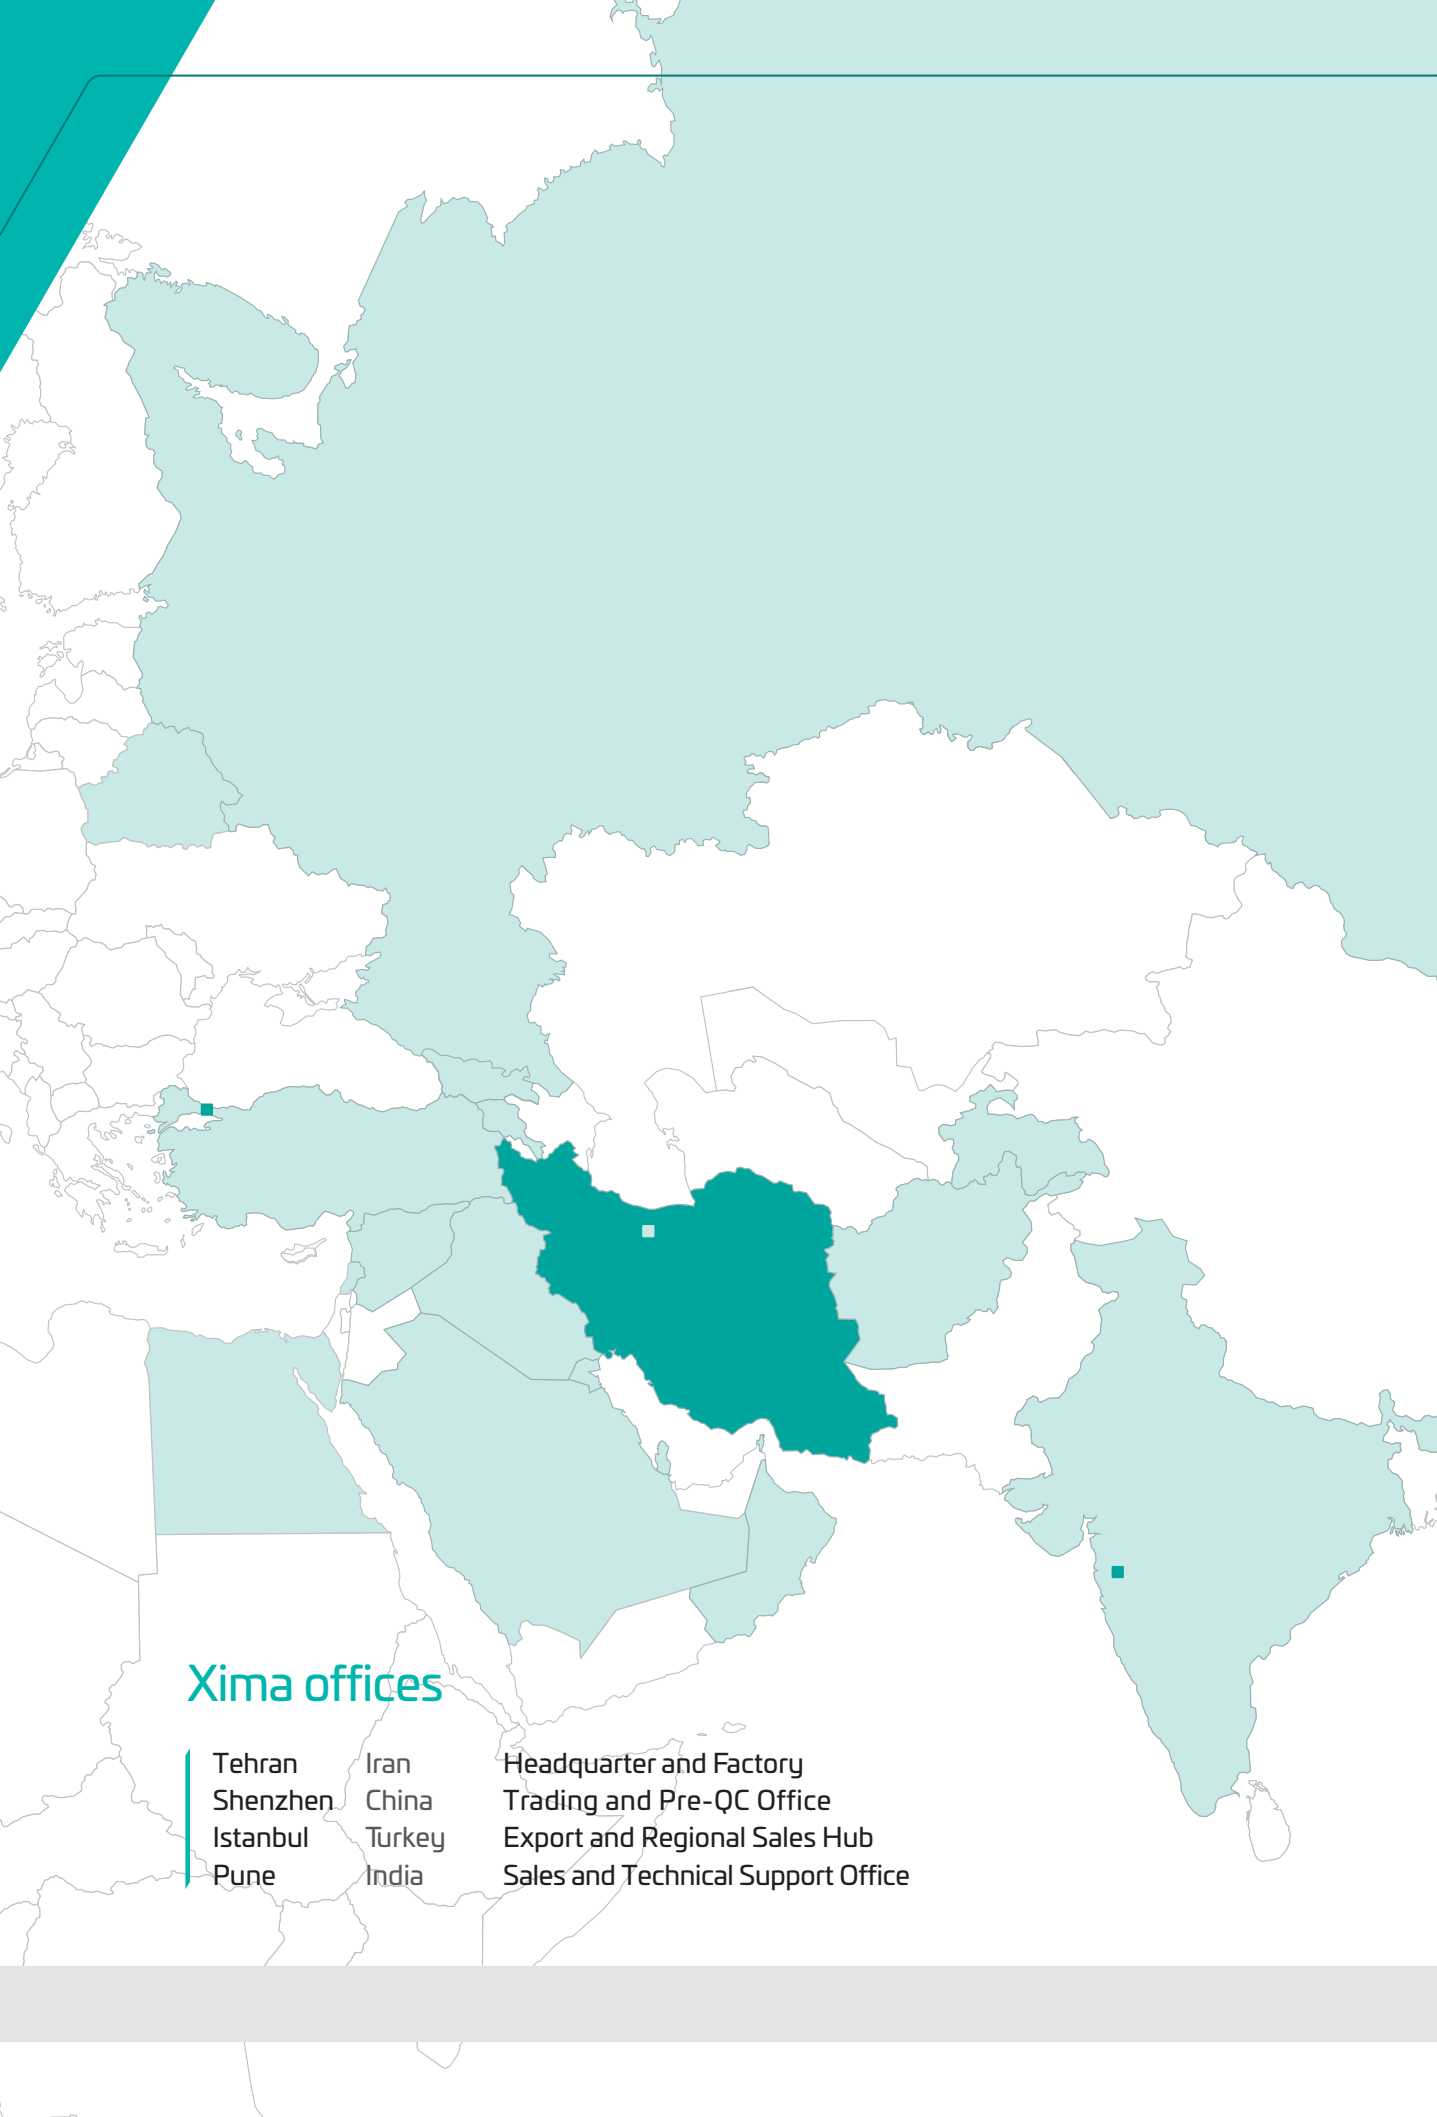 Xima offices
Tehran Iran Headquarter and Factory
Shenzhen China Trading and Pre-QC Office
Istanbul Turkey Export and Regional Sales Hub
Pune India Sales and Technical Support Office